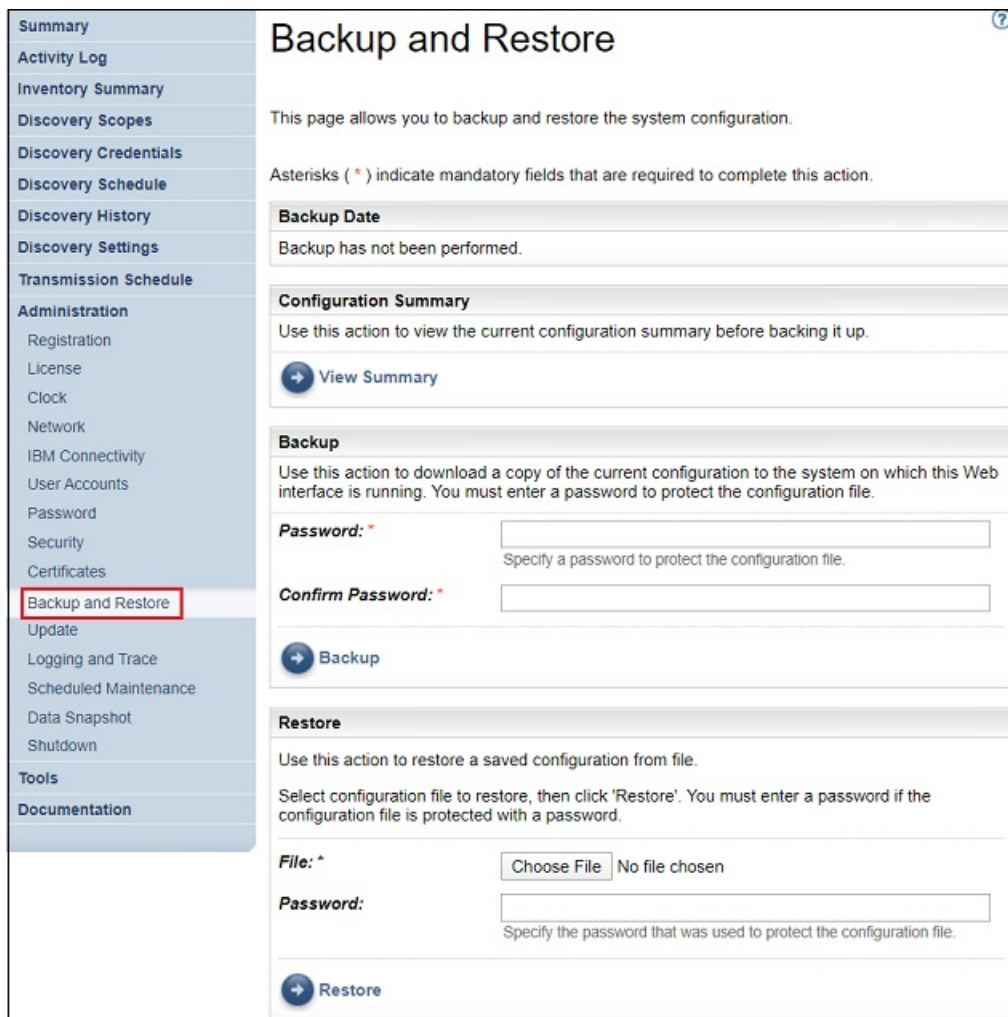 Summary
Activity Log
Inventory Summary
Discovery Scopes
Discovery Credentials
Discovery Schedule
Discovery History
Discovery Settings
Transmission Schedule
Administration
Registration
License
Clock
Network
IBM Connectivity
User Accounts
Password
Security
Certificates
Backup and Restore
Update
Logging and Trace
Scheduled Maintenance
Data Snapshot
Shutdown
Tools
Documentation
?
Backup and Restore
This page allows you to backup and restore the system configuration.
Asterisks ( * ) indicate mandatory fields that are required to complete this action.
Backup Date
Backup has not been performed.
Configuration Summary
Use this action to view the current configuration summary before backing it up.
View Summary
Backup
Use this action to download a copy of the current configuration to the system on which this Web
interface is running. You must enter a password to protect the configuration file.
Password: *
Specify a password to protect the configuration file.
Confirm Password: *
Backup
Restore
Use this action to restore a saved configuration from file.
Select configuration file to restore, then click 'Restore'. You must enter a password if the
configuration file is protected with a password.
File: * Choose File No file chosen
Password:
Specify the password that was used to protect the configuration file.
Restore